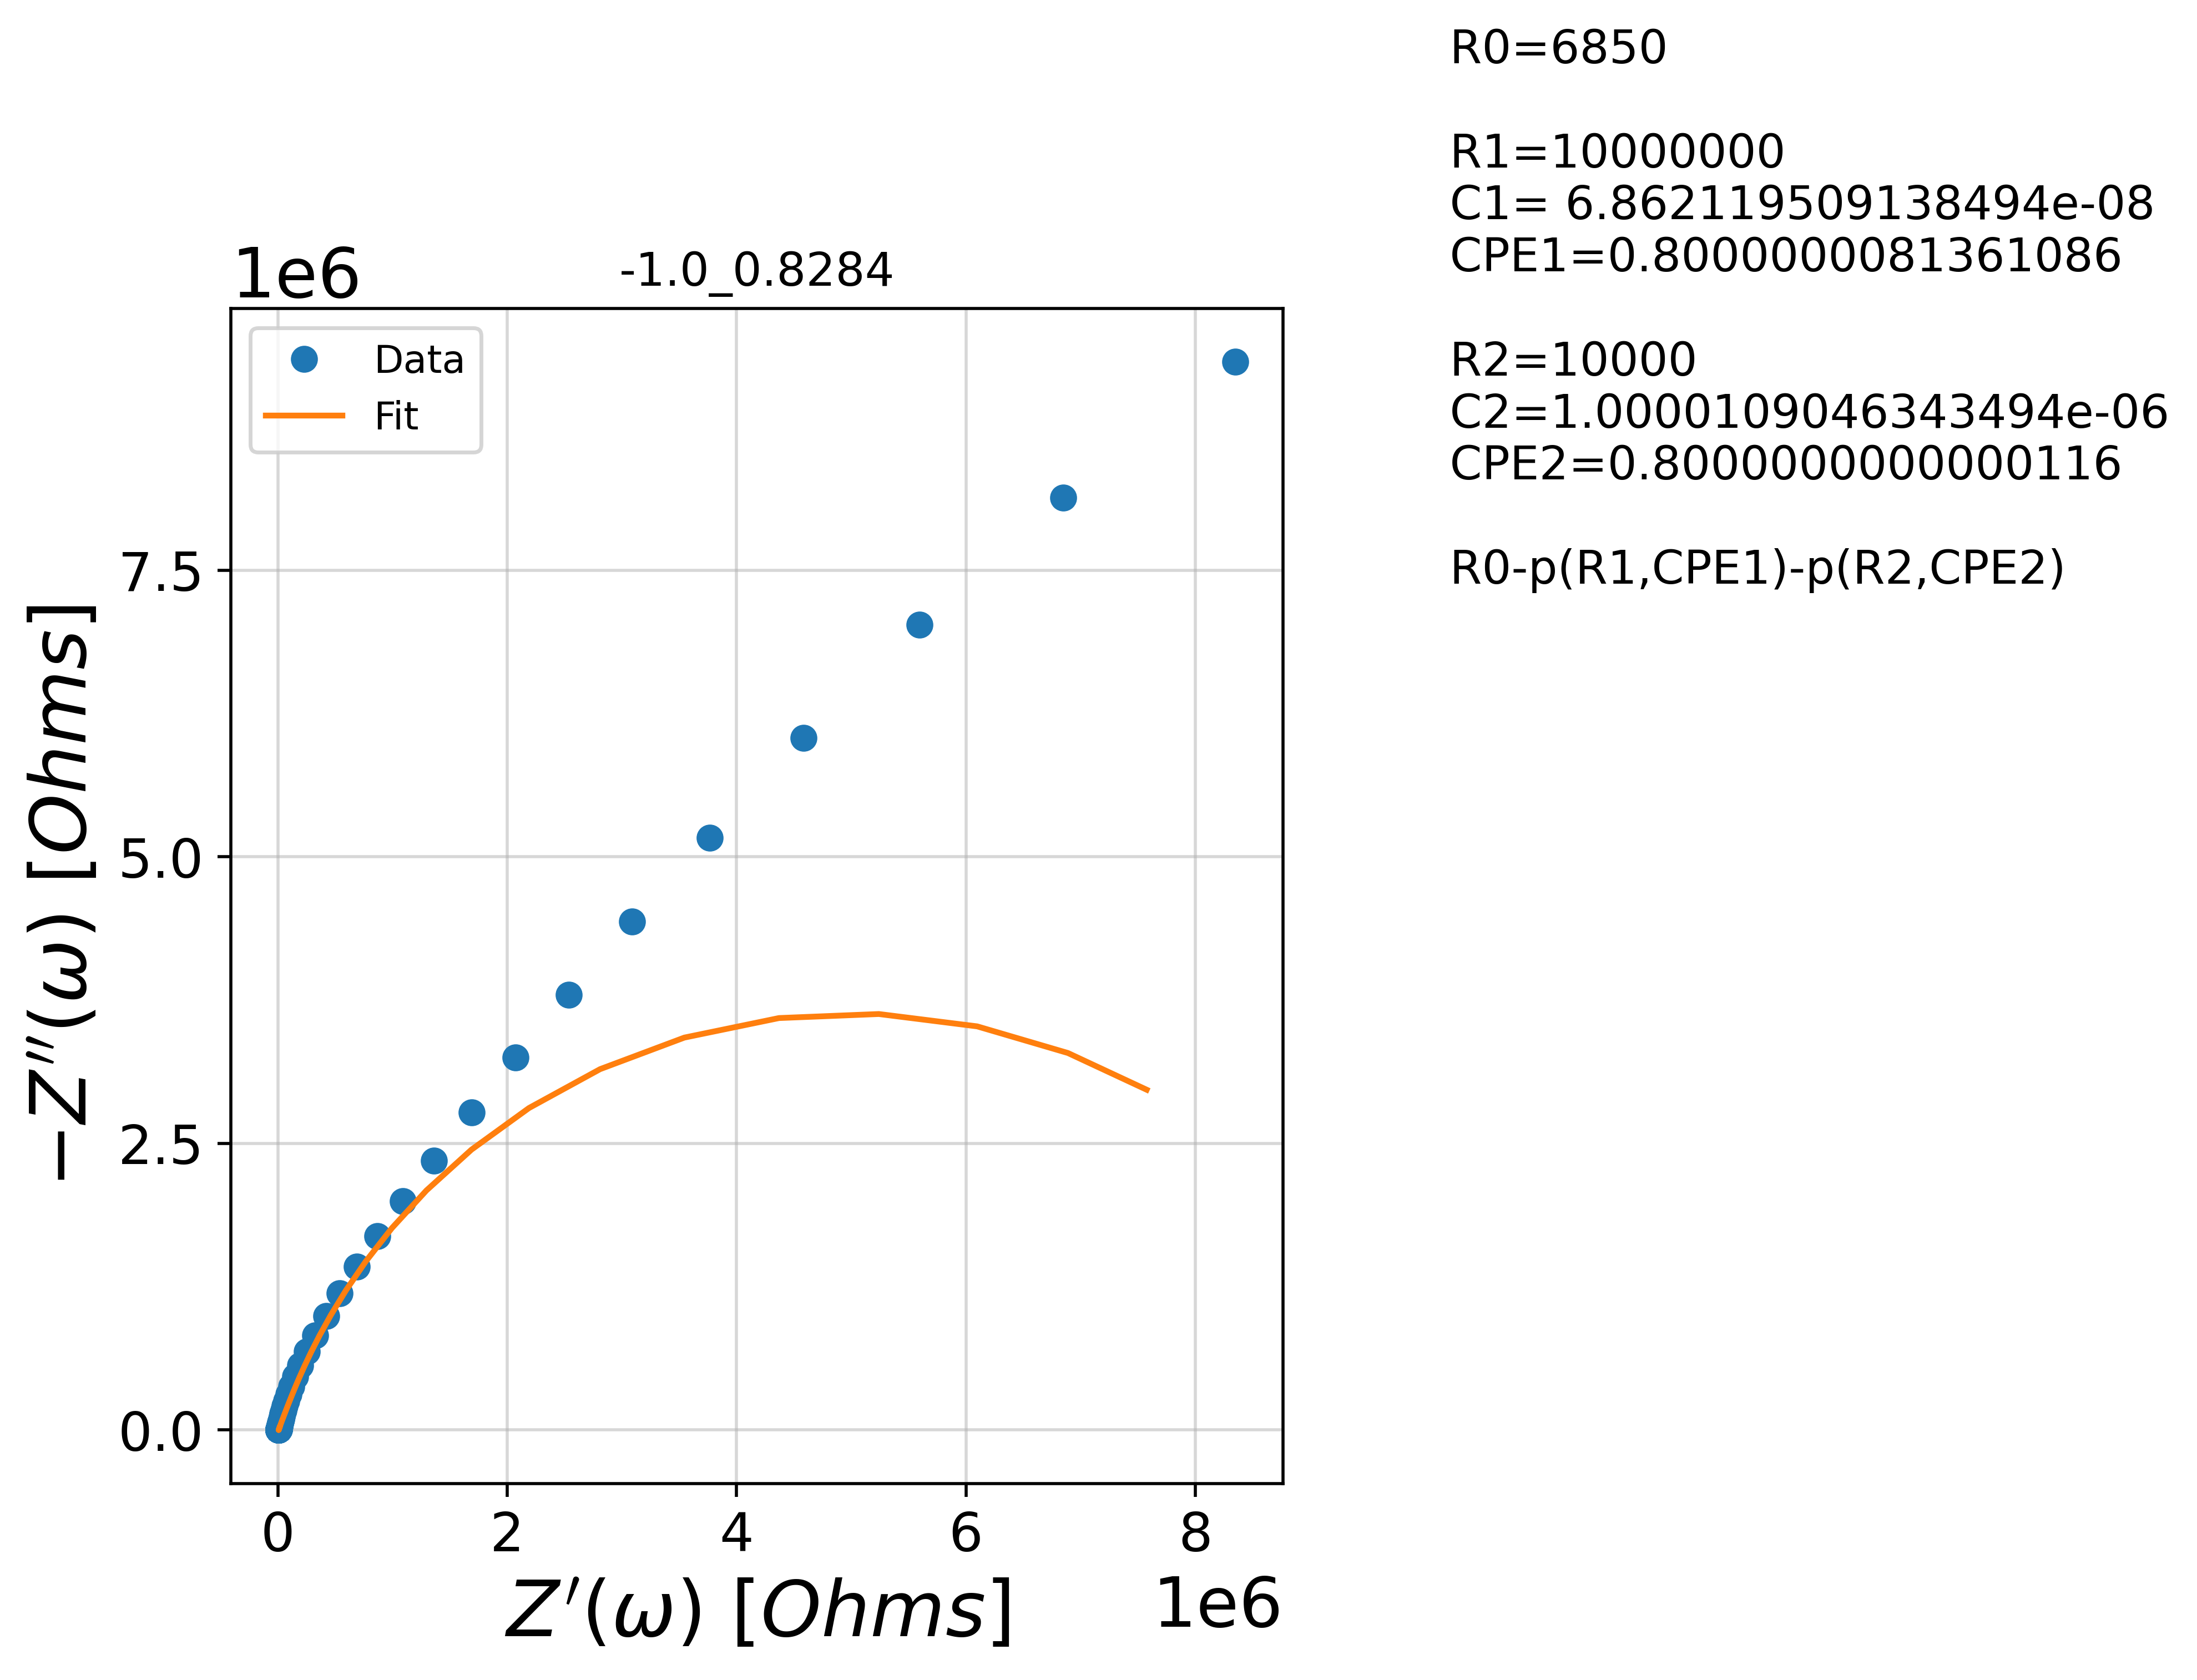 R0=6850
R1=10000000
C1= 6.862119509138494e-08
CPE1=0.8000000081361086
R2=10000
C2=1.0000109046343494e-06
CPE2=0.8000000000000116
R0-p(R1,CPE1)-p(R2,CPE2)
-1.0_0.8284
1e6
Data
Fit
7.5
5.0
2.5
0.0
−Z′′(ω) [Ohms]
0 2 4 6 8
Z′(ω) [Ohms]
1e6